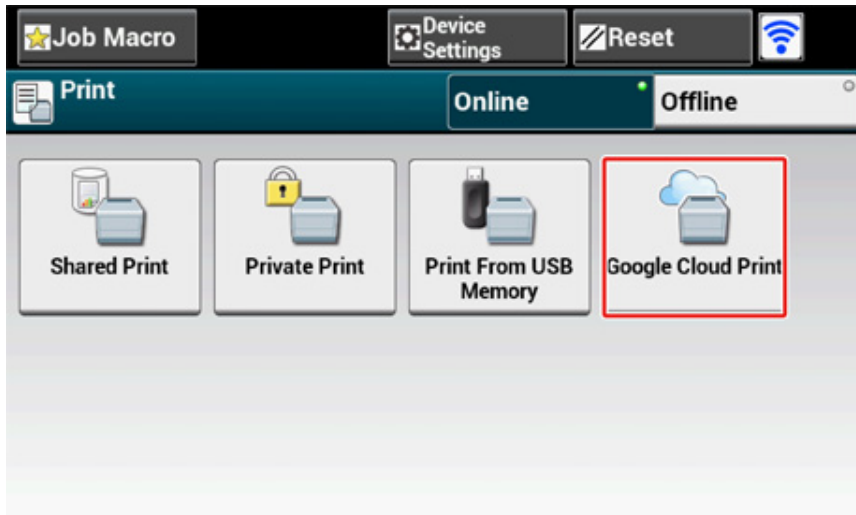 Job Macro
Device
Settings
Reset
Print
Online
Offline
Shared Print
Private Print
Print From USB
Memory
Google Cloud Print